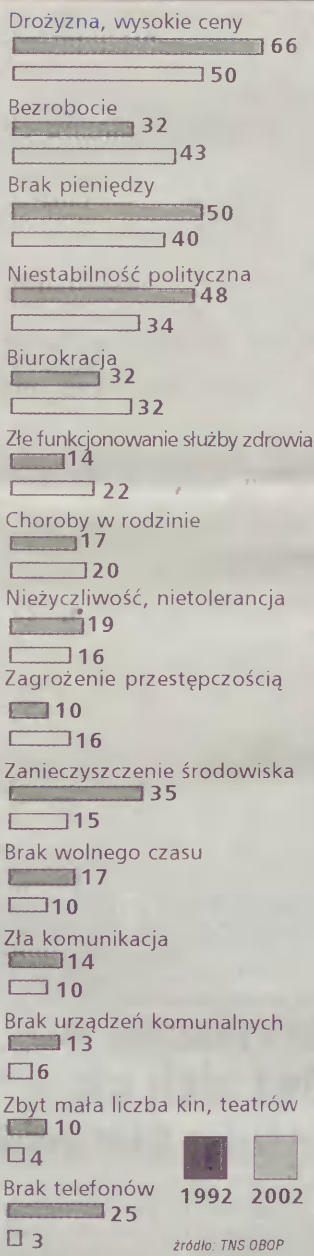 Drożyzna, wysokie ceny
66
50
Bezrobocie
32
43
Brak pieniędzy
50
40
Niestabilność polityczna
48
34
Biurokracja
32
32
Złe funkcjonowanie służby zdrowia
14
22
Choroby w rodzinie
17
20
Nieżyczliwość, nietolerancja
19
16
Zagrożenie przestępczością
10
16
Zanieczyszczenie środowiska
35
15
Brak wolnego czasu
17
10
Zła komunikacja
14
10
Brak urządzeń komunalnych
13
6
Zbyt mała liczba kin, teatrów
10
4
Brak telefonów
25
3
1992 2002
źródło: TNS OBOP